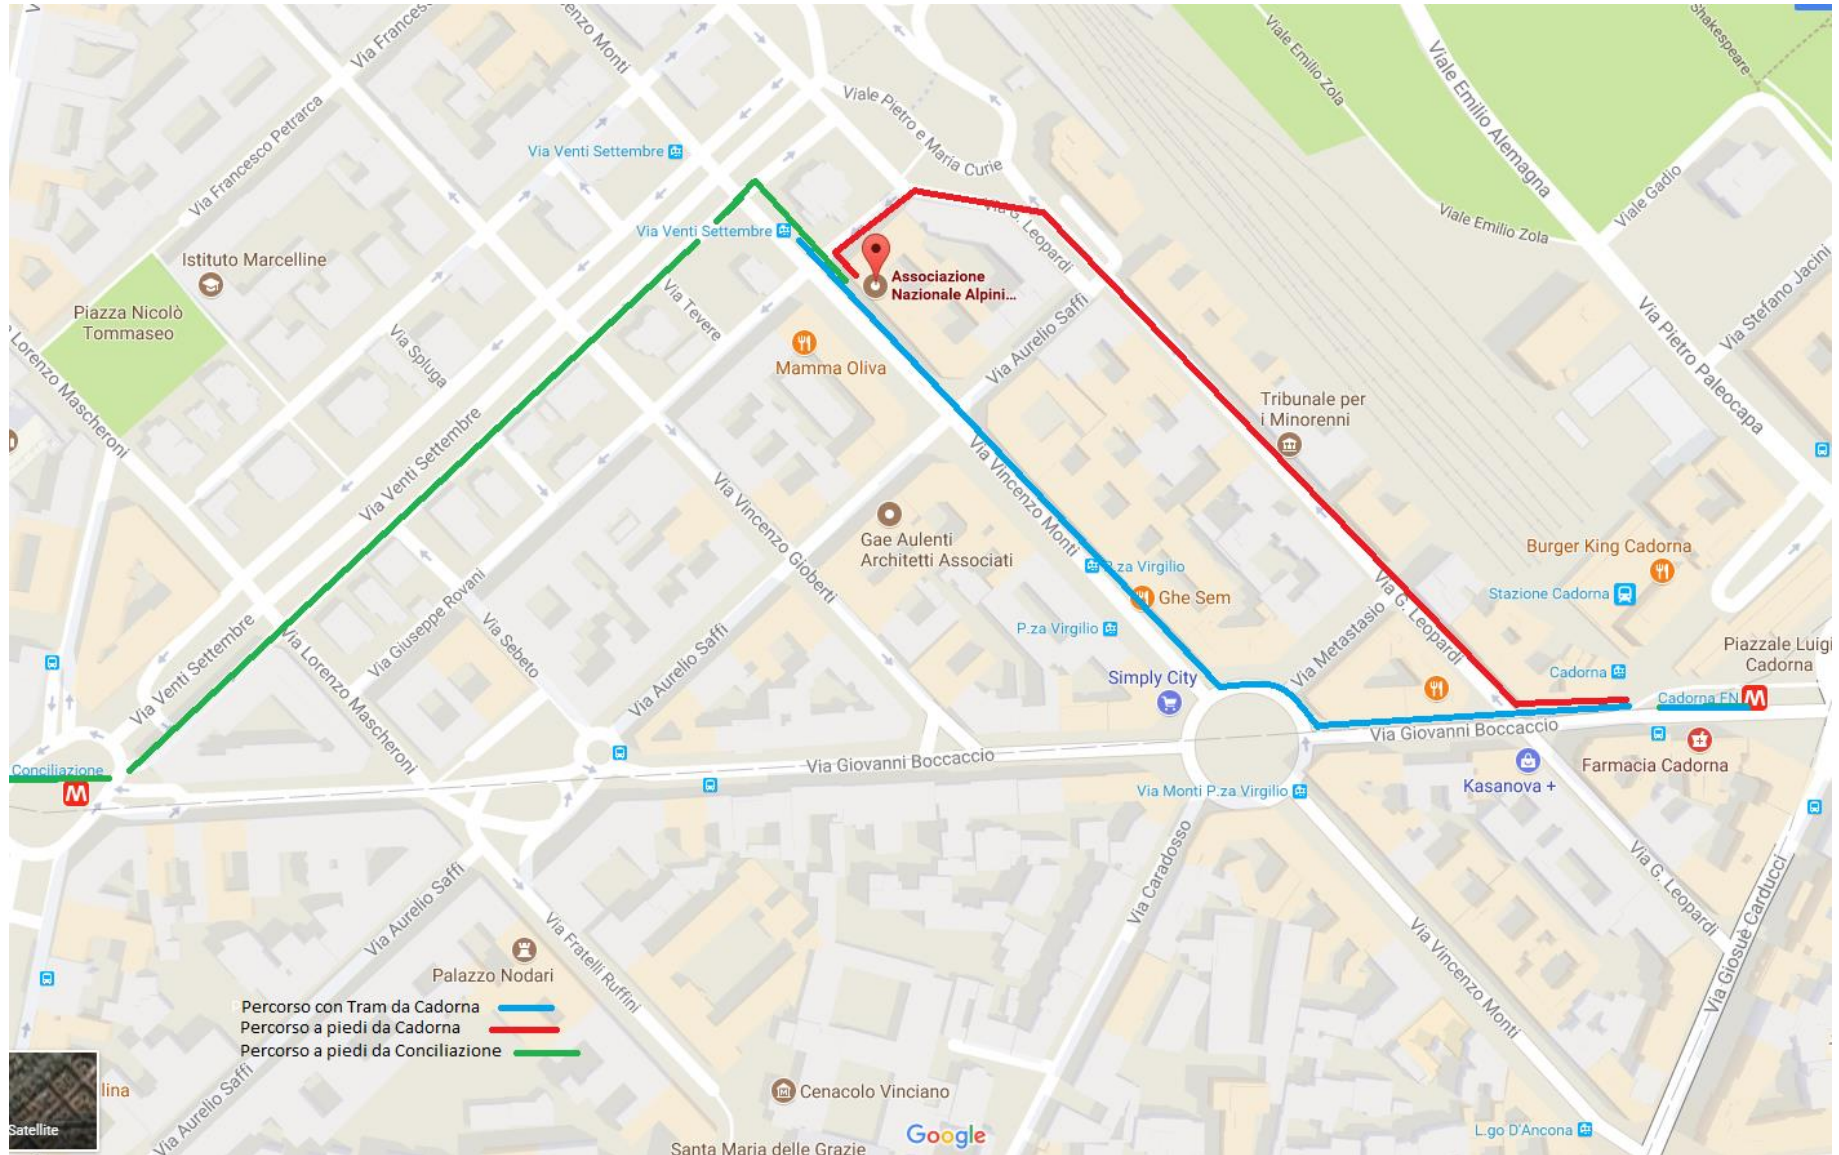 Via Francesco Petrarca
Via Frances
enzo Monti
Viale Emilio Zola
Viale Emilio Alemagna
Shakespeare
Viale Pietro e Maria Curie
Via Venti Settembre
Viale Gadio
Viale Emilio Zola
Via G. Leopardi
Via Venti Settembre
Istituto Marcelline
Associazione
Nazionale Alpini...
Via Stefano Jacini
Piazza Nicolò
Tommaseo
Via Tevere
Via Spluga
Via Aurelio Saffi
Via Pietro Paleocapa
Mamma Oliva
Lorenzo Mascheroni
Tribunale per
i Minorenni
Via Venti Settembre
Via Vincenzo Monti
Via Vincenzo Gioberti
Gae Aulenti
Architetti Associati
Burger King Cadorna
P.za Virgilio
Via G. Leopardi
Stazione Cadorna
Ghe Sem
Via Giuseppe Rovani
Via Sebeto
P.za Virgilio
Via Metastasio
Via Venti Settembre
Via Lorenzo Mascheroni
Via Aurelio Saffi
Piazzale Luigi
Cadorna
Cadorna
Simply City
Cadorna FN
M
Via Giovanni Boccaccio
Via Giovanni Boccaccio
Farmacia Cadorna
Conciliazione
M
Kasanova +
Via Monti P.za Virgilio
Via Caradosso
Via G. Leopardi
Via Giosuè Carducci
Via Aurelio Saffi
Via Fratelli Ruffini
Via Vincenzo Monti
Palazzo Nodari
Percorso con Tram da Cadorna
Percorso a piedi da Cadorna
Percorso a piedi da Conciliazione
lina
Via Aurelio Saffi
Cenacolo Vinciano
Satellite
Google
L.go D'Ancona
Santa Maria delle Grazie